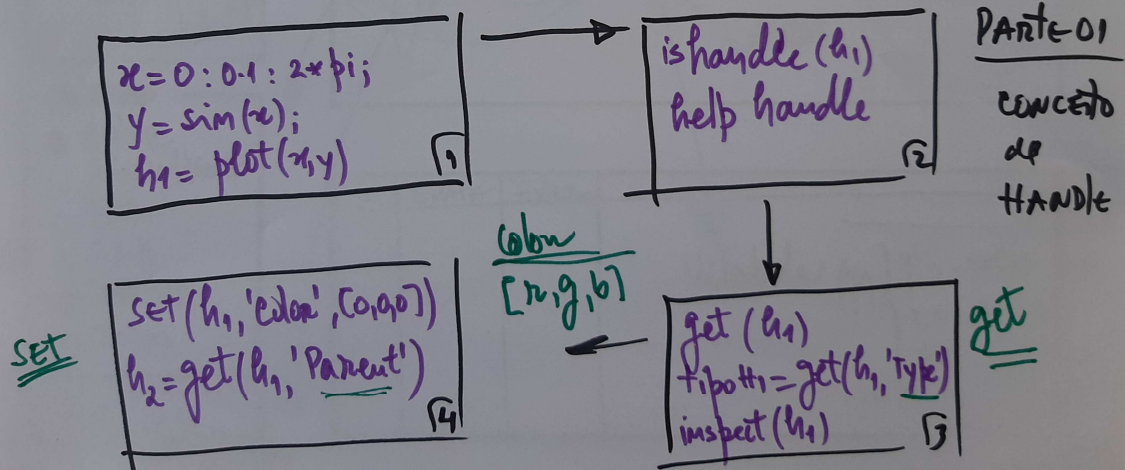 PARTE 01
CONCEITO
de
HANDLE
x=0:0.1:2*pi;
y=sin(x);
h1=plot(x,y)
1
ishandle(h1)
help handle
2
get(h1)
tipoH1=get(h1,'Type')
inspect(h1)
3
get
Color
[r,g,b]
set(h1,'Color',[0,0,0])
h2=get(h1,'Parent')
4
SET